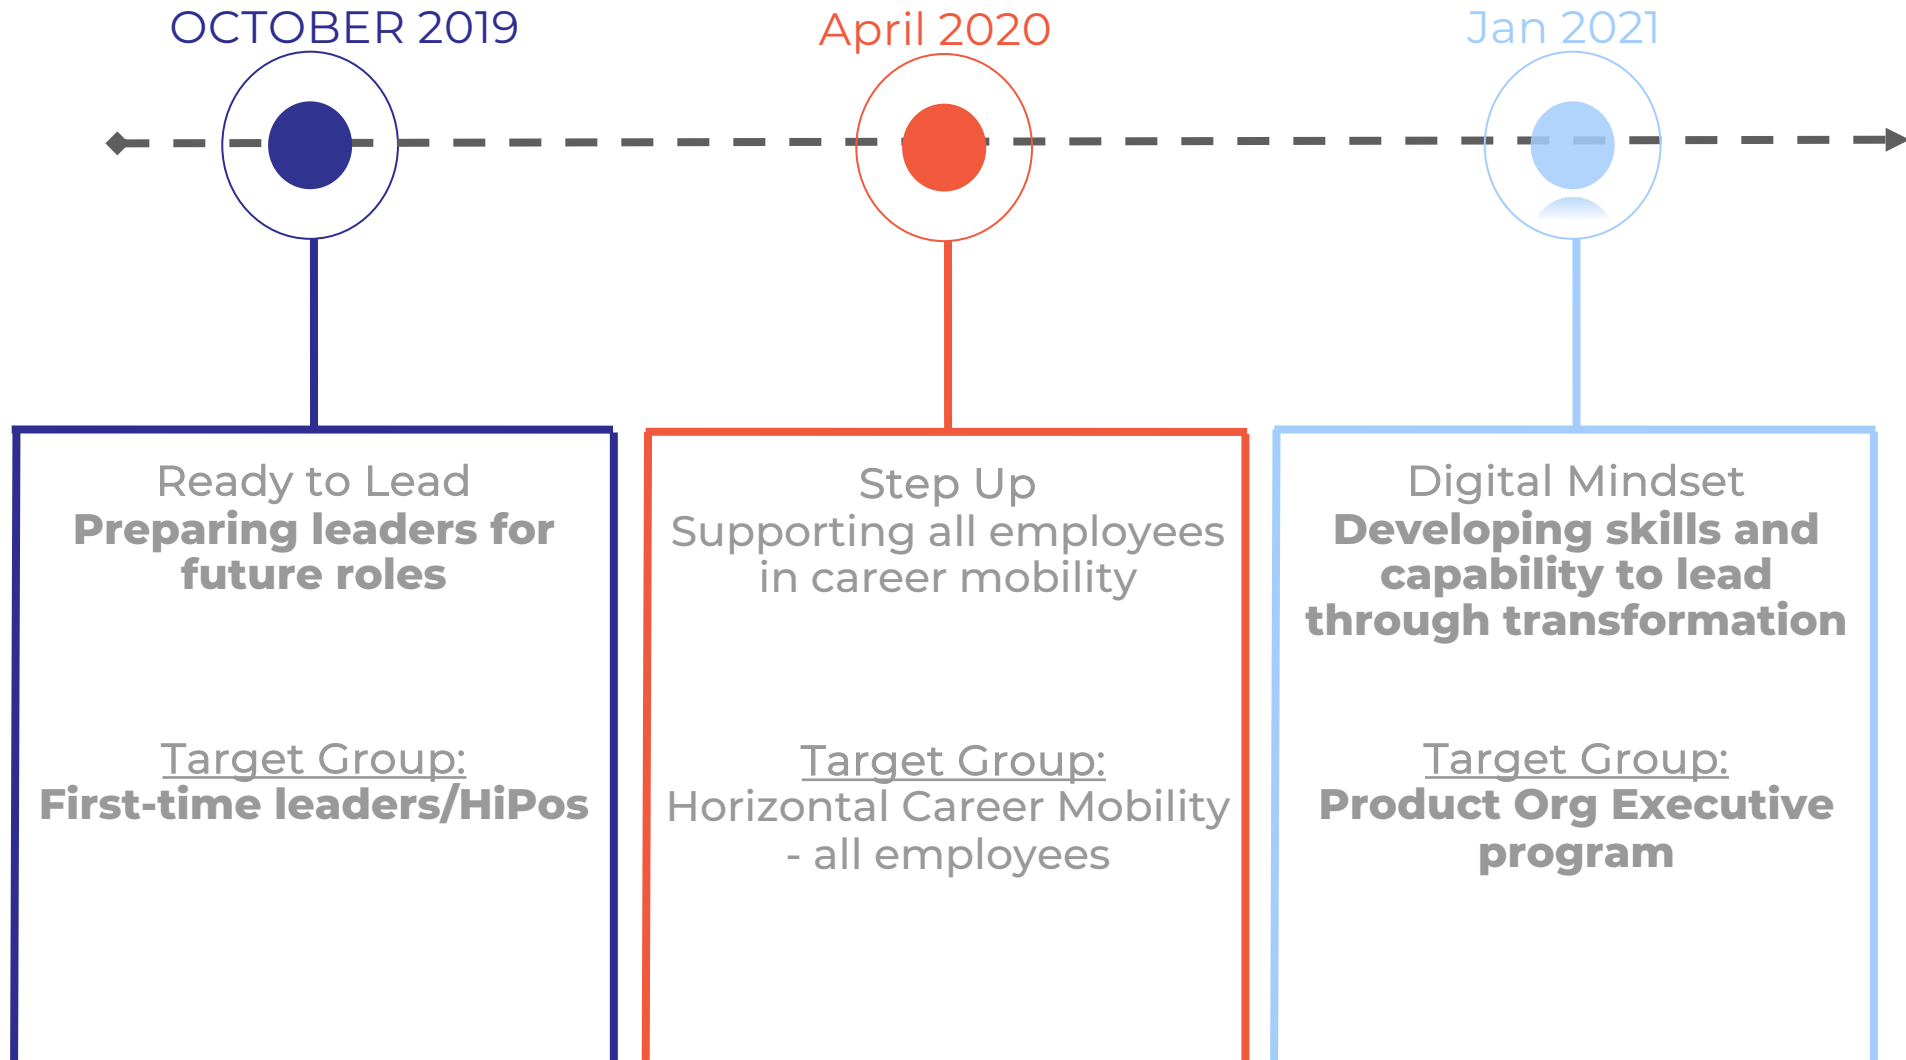 OCTOBER 2019
April 2020
Jan 2021
Ready to Lead
Preparing leaders for
future roles
Target Group:
First-time leaders/HiPos
Step Up
Supporting all employees
in career mobility
Target Group:
Horizontal Career Mobility
- all employees
Digital Mindset
Developing skills and
capability to lead
through transformation
Target Group:
Product Org Executive
program